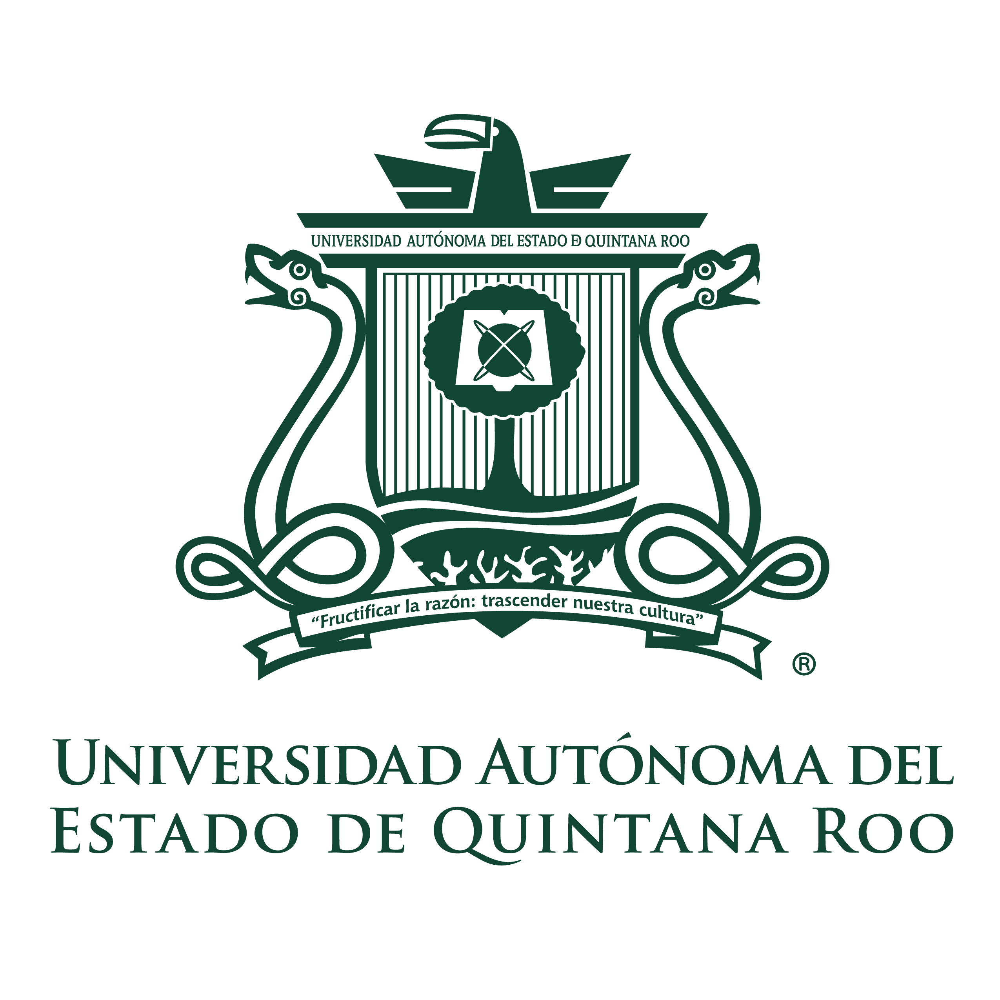 UNIVERSIDAD AUTÓNOMA DEL ESTADO DE QUINTANA ROO
“Fructificar la razón: trascender nuestra cultura”
®
UNIVERSIDAD AUTÓNOMA DEL
ESTADO DE QUINTANA ROO